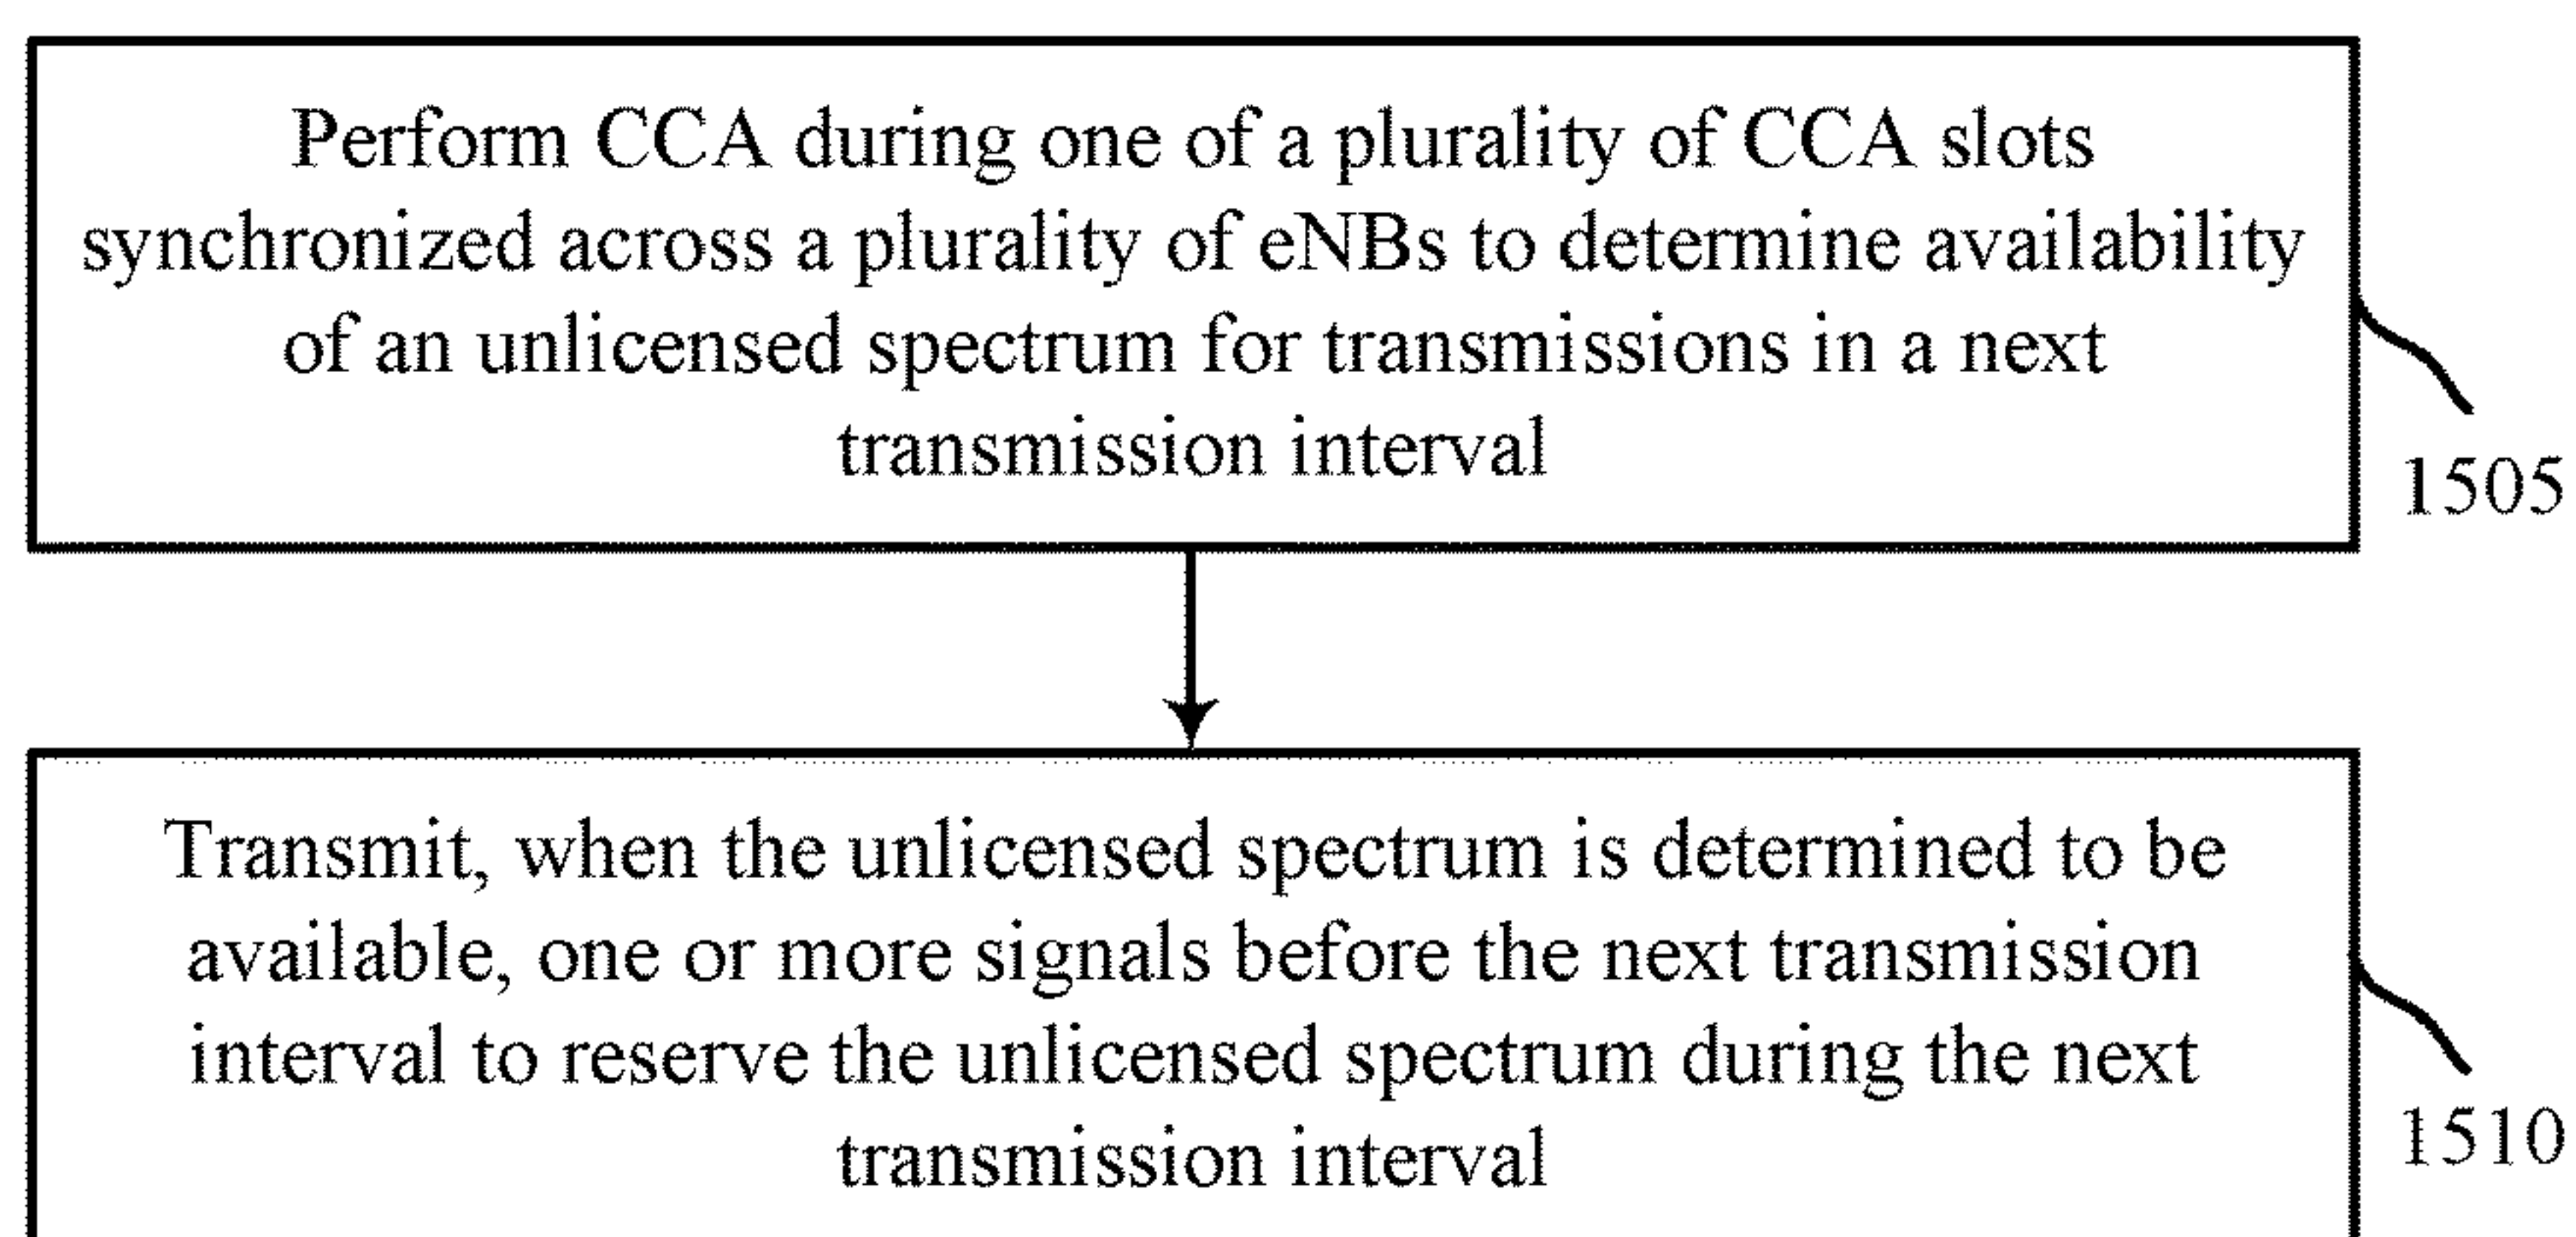 Perform CCA during one of a plurality of CCA slots
synchronized across a plurality of eNBs to determine availability
of an unlicensed spectrum for transmissions in a next
transmission interval
1505
Transmit, when the unlicensed spectrum is determined to be
available, one or more signals before the next transmission
interval to reserve the unlicensed spectrum during the next
transmission interval
1510